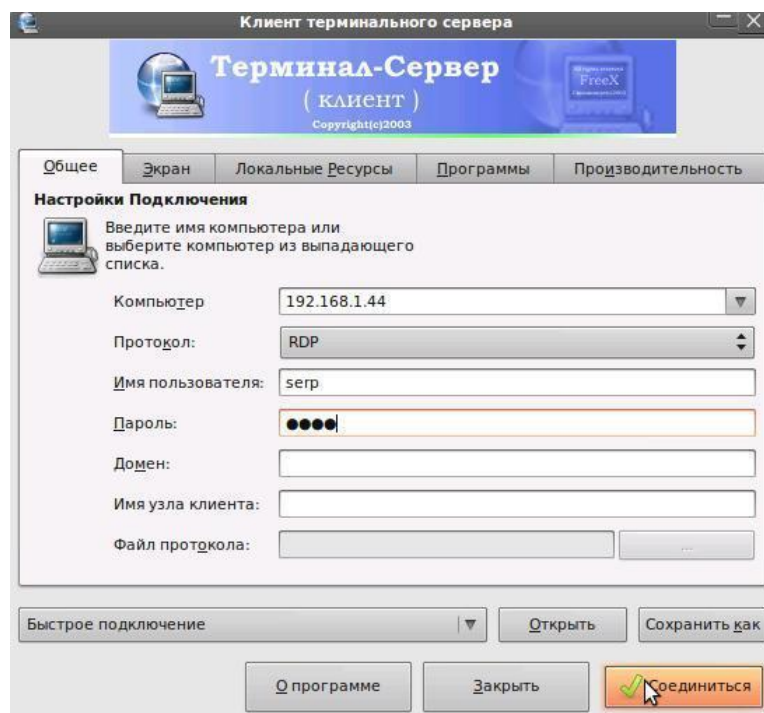 Клиент терминального сервера
Терминал-Сервер
( клиент )
Copyright(c)2003
FreeX
Общее
Экран
Локальные Ресурсы
Программы
Производительность
Настройки Подключения
Введите имя компьютера или
выберите компьютер из выпадающего
списка.
Компьютер
192.168.1.44
Протокол:
RDP
Имя пользователя:
serp
Пароль:
●●●●
Домен:
Имя узла клиента:
Файл протокола:
...
Быстрое подключение
Открыть
Сохранить как
О программе
Закрыть
Соединиться